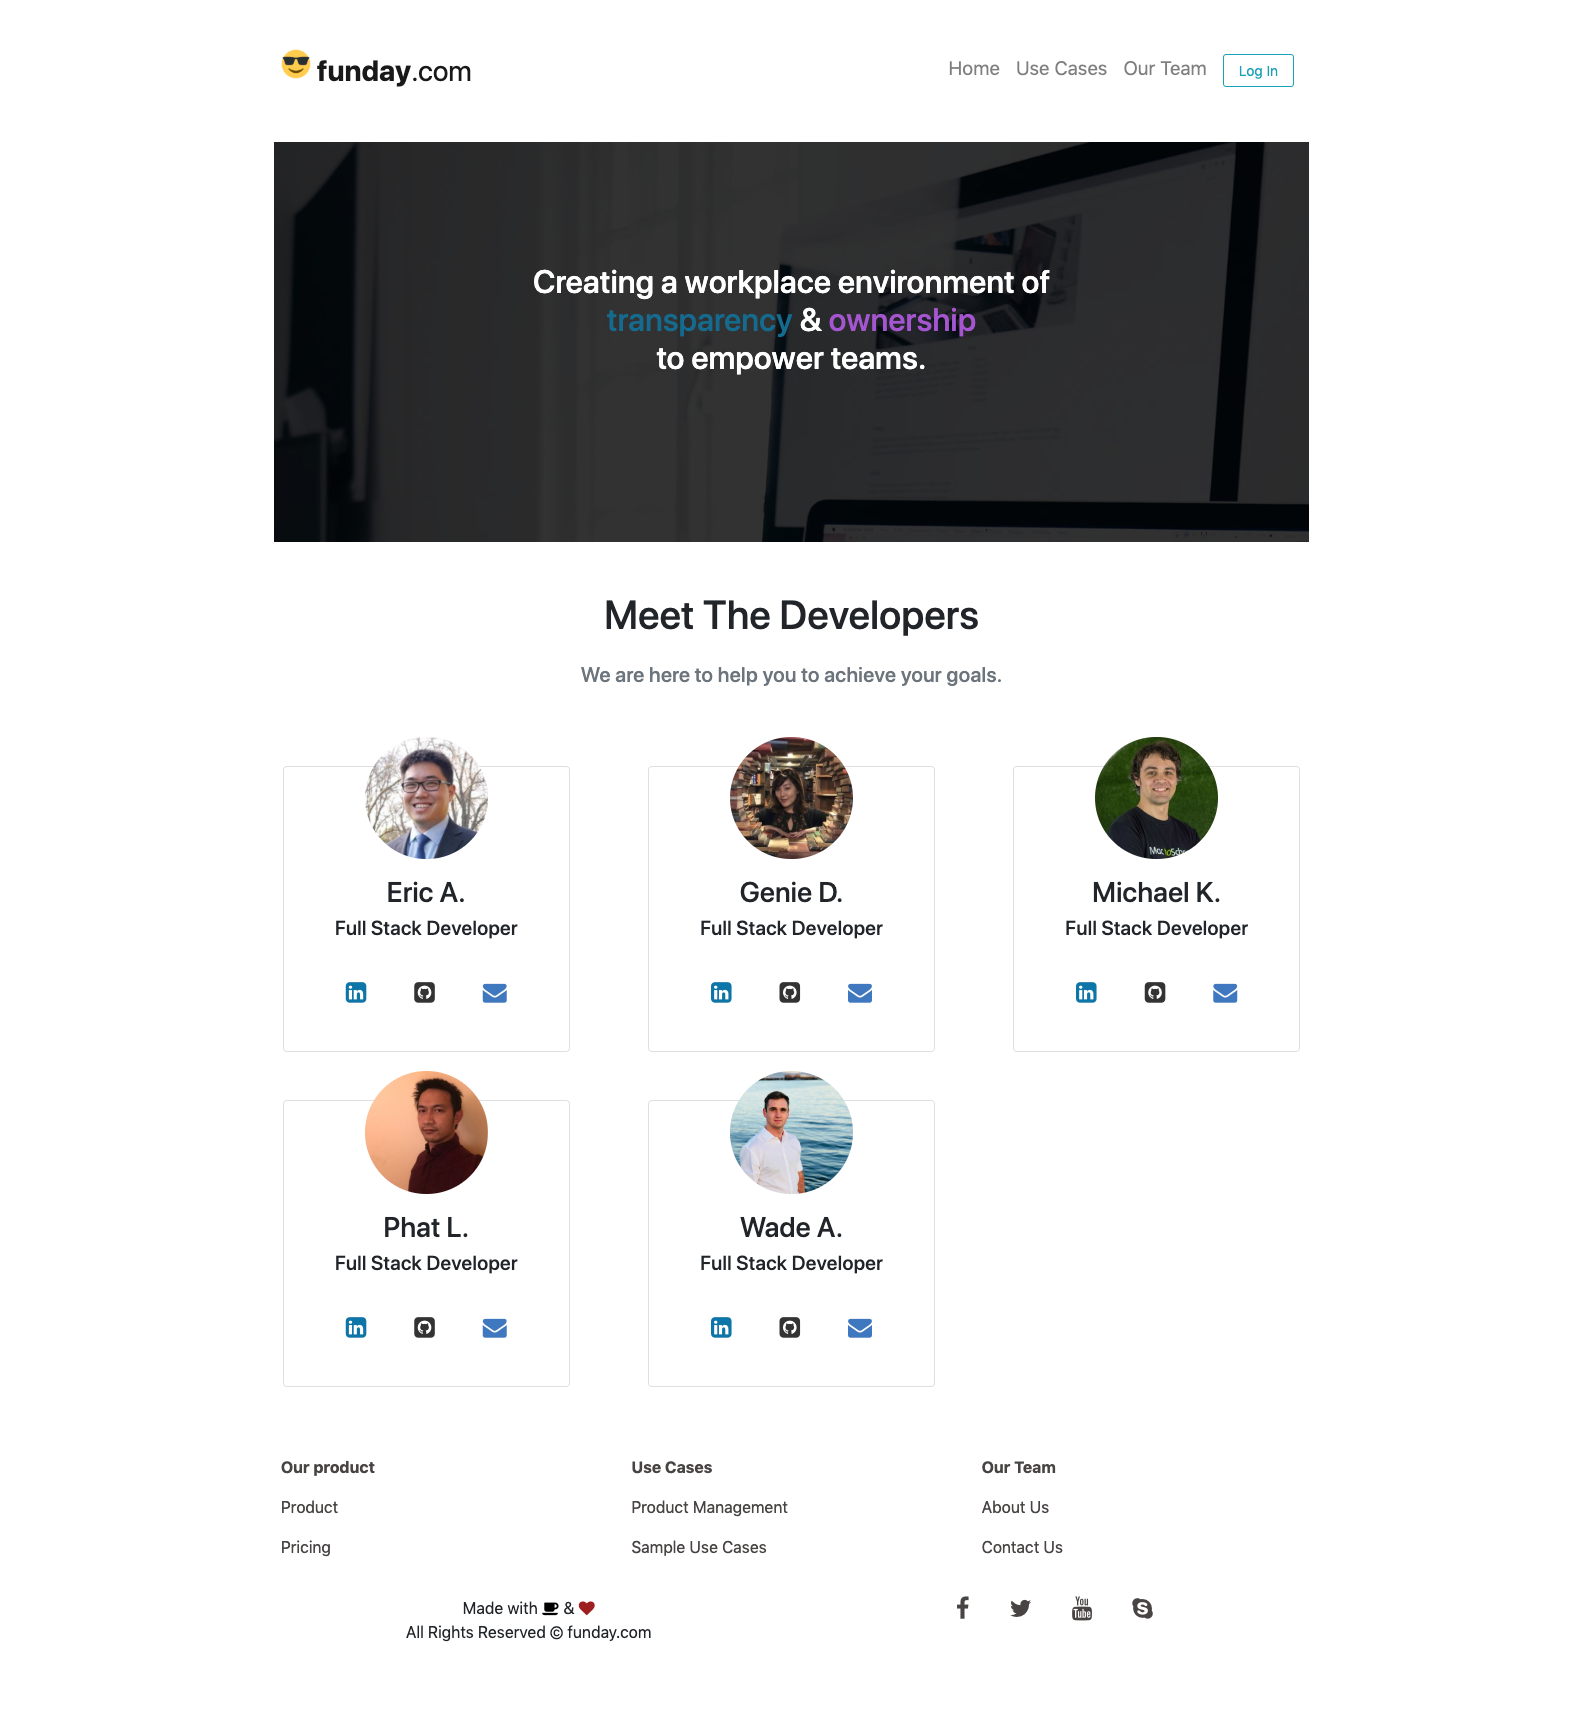 funday.com
Home Use Cases Our Team Log In
Creating a workplace environment of
transparency & ownership
to empower teams.
Meet The Developers
We are here to help you to achieve your goals.
Eric A.
Full Stack Developer
Genie D.
Full Stack Developer
Michael K.
Full Stack Developer
Phat L.
Full Stack Developer
Wade A.
Full Stack Developer
Our product
Product
Pricing
Use Cases
Product Management
Sample Use Cases
Our Team
About Us
Contact Us
Made with & 
All Rights Reserved © funday.com
You
Tube